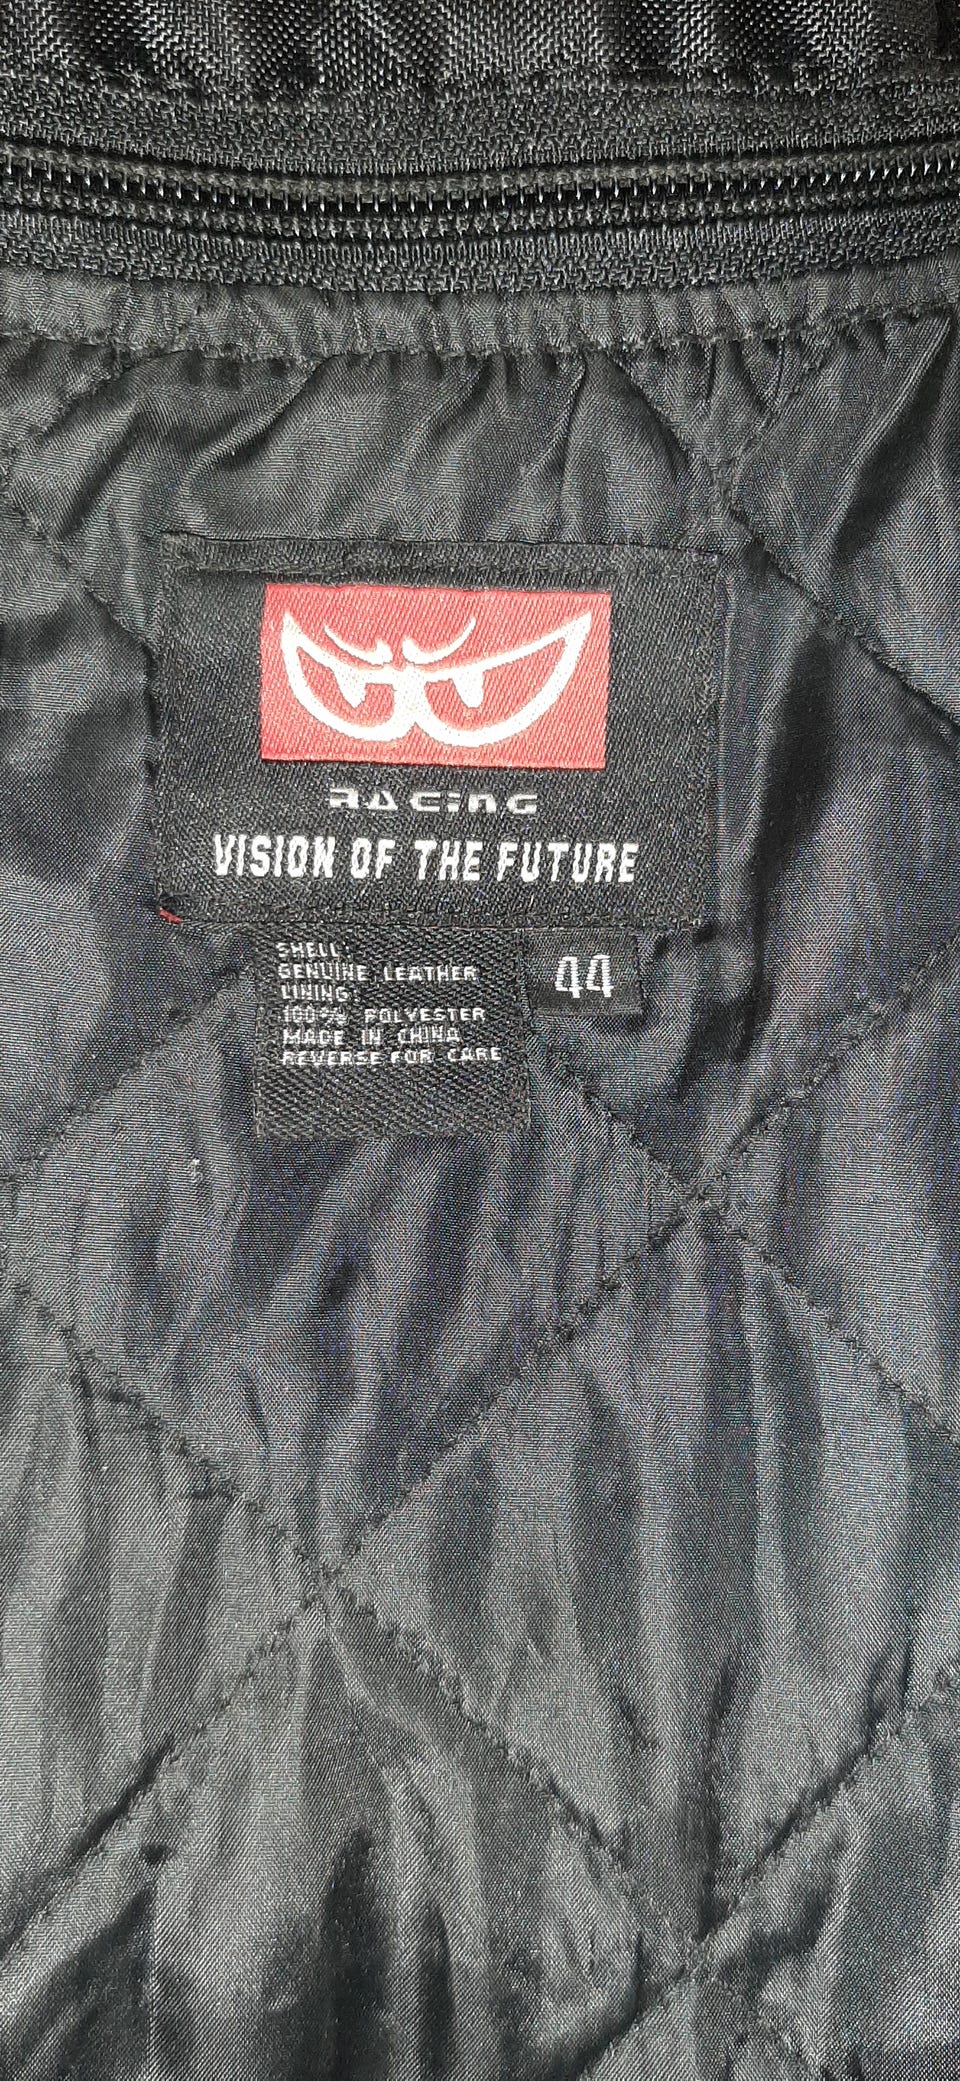 RACING
VISION OF THE FUTURE
44
SHELL:
GENUINE LEATHER
LINING:
100% POLYESTER
MADE IN CHINA
REVERSE FOR CARE